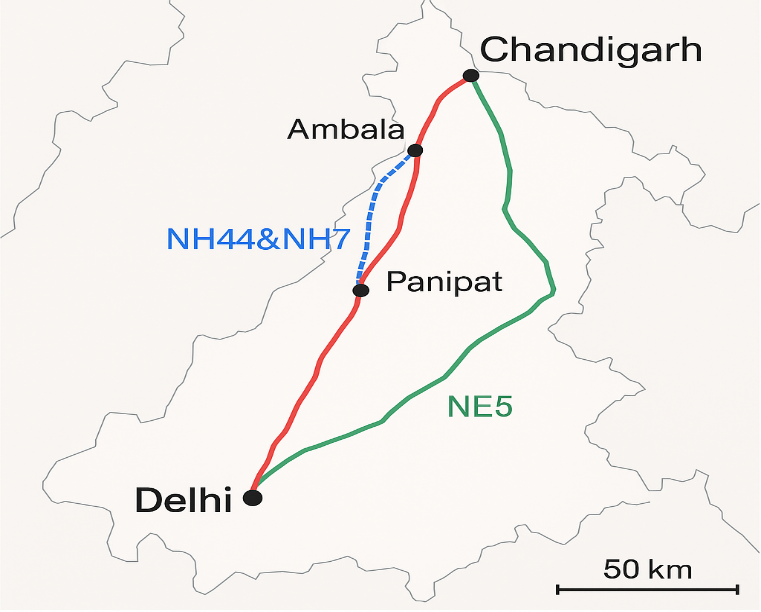 Chandigarh
Ambala
NH44&NH7
Panipat
NE5
Delhi
50 km